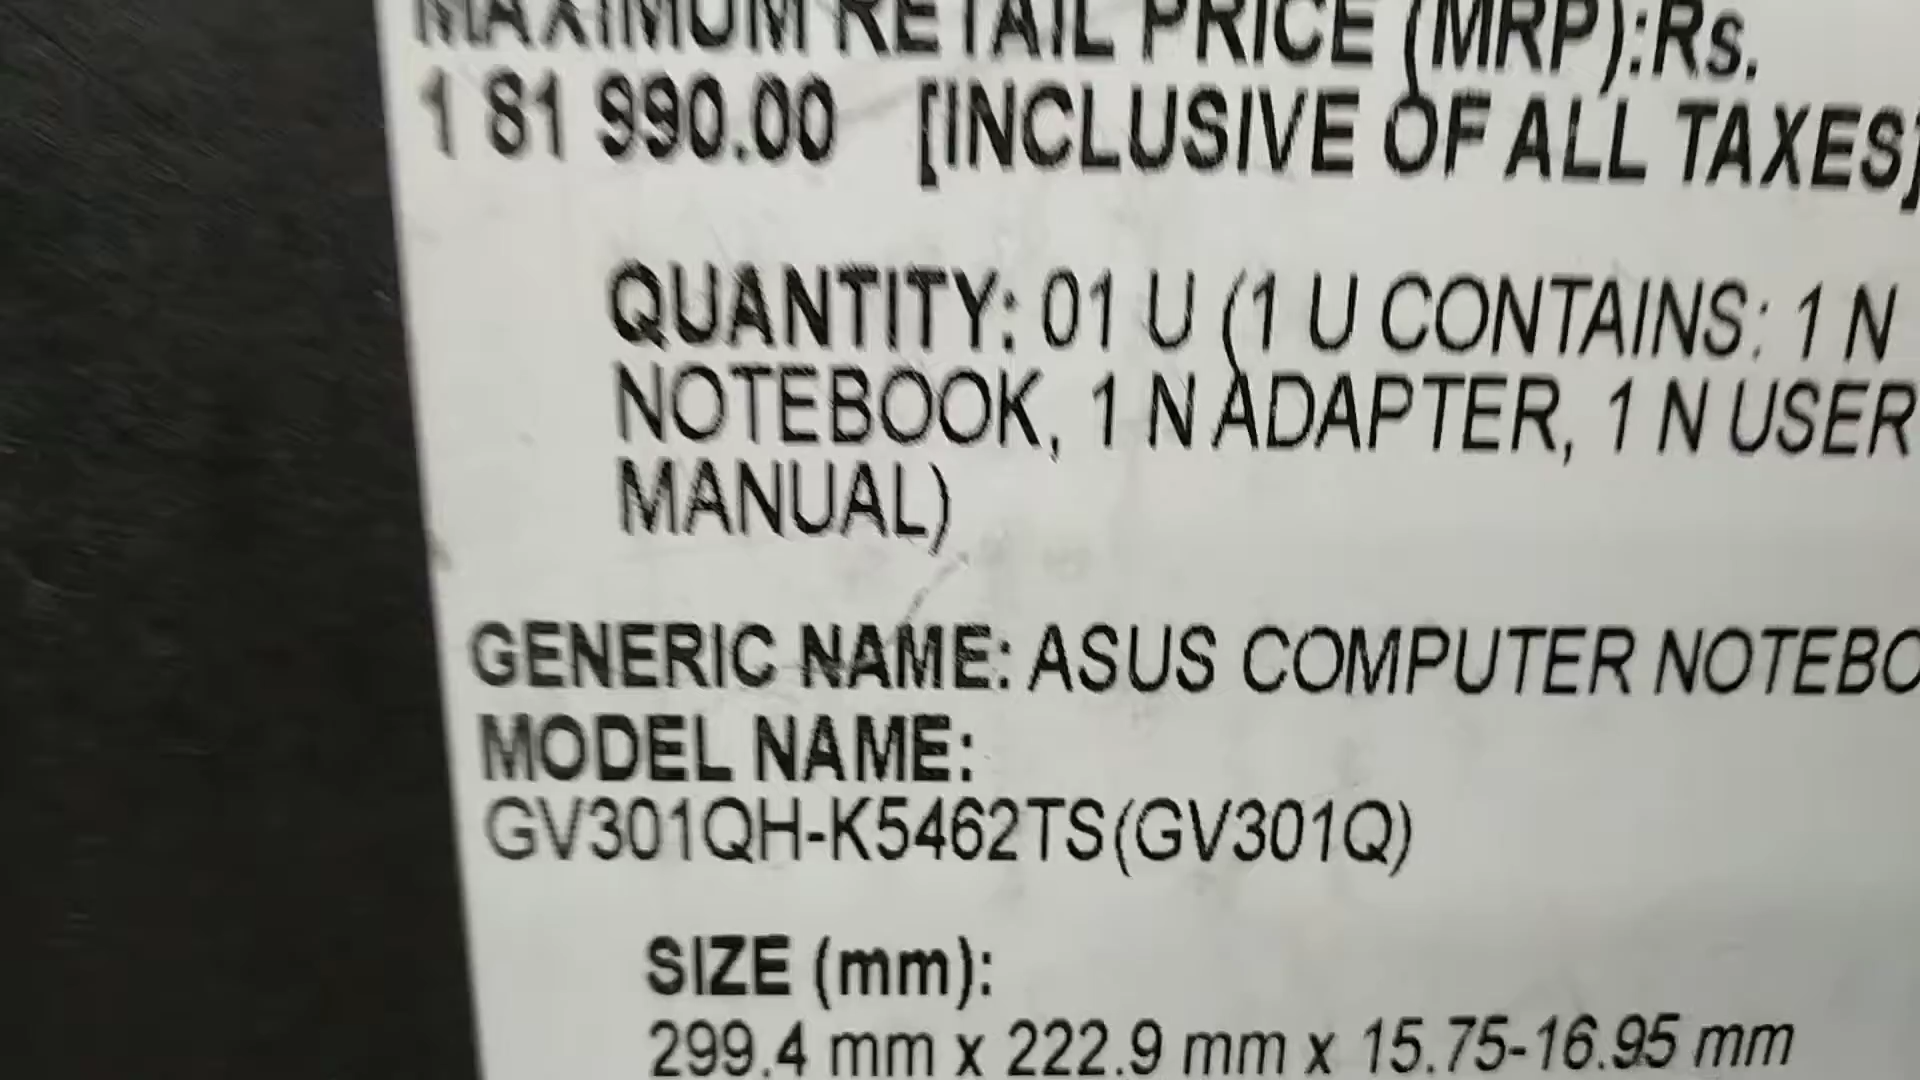 MAXIMUM RETAIL PRICE (MRP):Rs.
1 81 990.00 [INCLUSIVE OF ALL TAXES]
QUANTITY: 01 U (1 U CONTAINS: 1 N
NOTEBOOK, 1 N ADAPTER, 1 N USER
MANUAL)
GENERIC NAME: ASUS COMPUTER NOTEBO
MODEL NAME:
GV301QH-K5462TS(GV301Q)
SIZE (mm):
299.4 mm x 222.9 mm x 15.75-16.95 mm